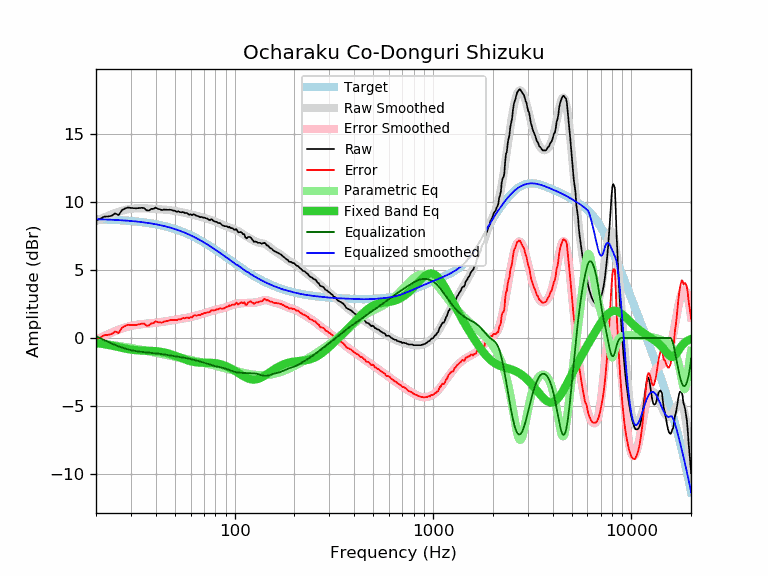 Ocharaku Co-Donguri Shizuku
Target
Raw Smoothed
Error Smoothed
Raw
Error
Parametric Eq
Fixed Band Eq
Equalization
Equalized smoothed
Amplitude (dBr)
15
10
5
0
−5
−10
100
1000
10000
Frequency (Hz)